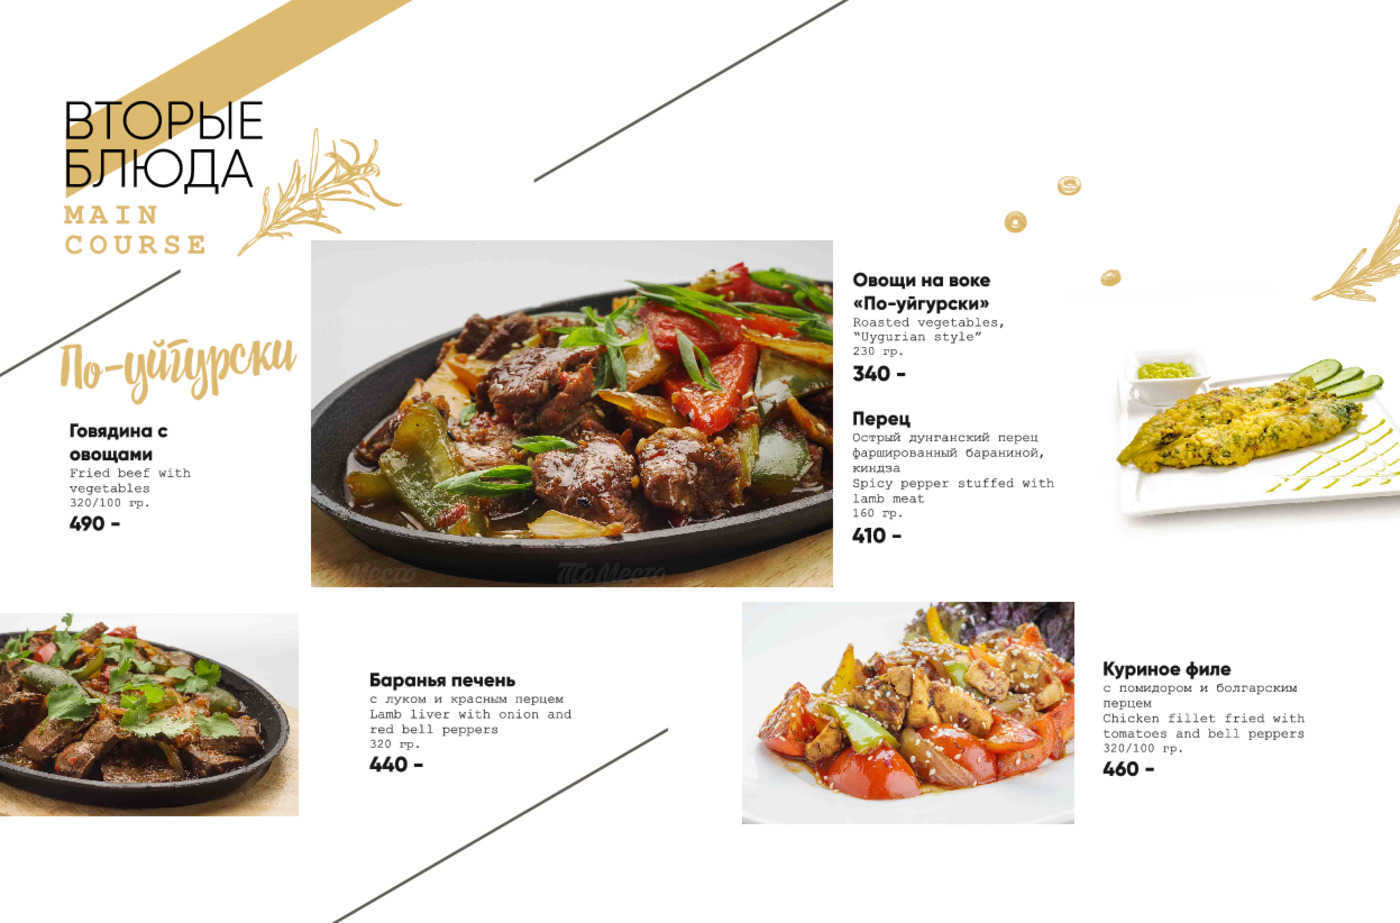 ВТОРЫЕ
БЛЮДА
MAIN
COURSE
По-уйгурски
Говядина с
овощами
Fried beef with
vegetables
320/100 гр.
490 -
Овощи на воке
«По-уйгурски»
Roasted vegetables,
“Uygurian style”
230 гр.
340 -
Перец
Острый дунганский перец
фаршированный бараниной,
киндза
Spicy pepper stuffed with
lamb meat
160 гр.
410 -
Баранья печень
с луком и красным перцем
Lamb liver with onion and
red bell peppers
320 гр.
440 -
Куриное филе
с помидором и болгарским
перцем
Chicken fillet fried with
tomatoes and bell peppers
320/100 гр.
460 -
То Место
То Место